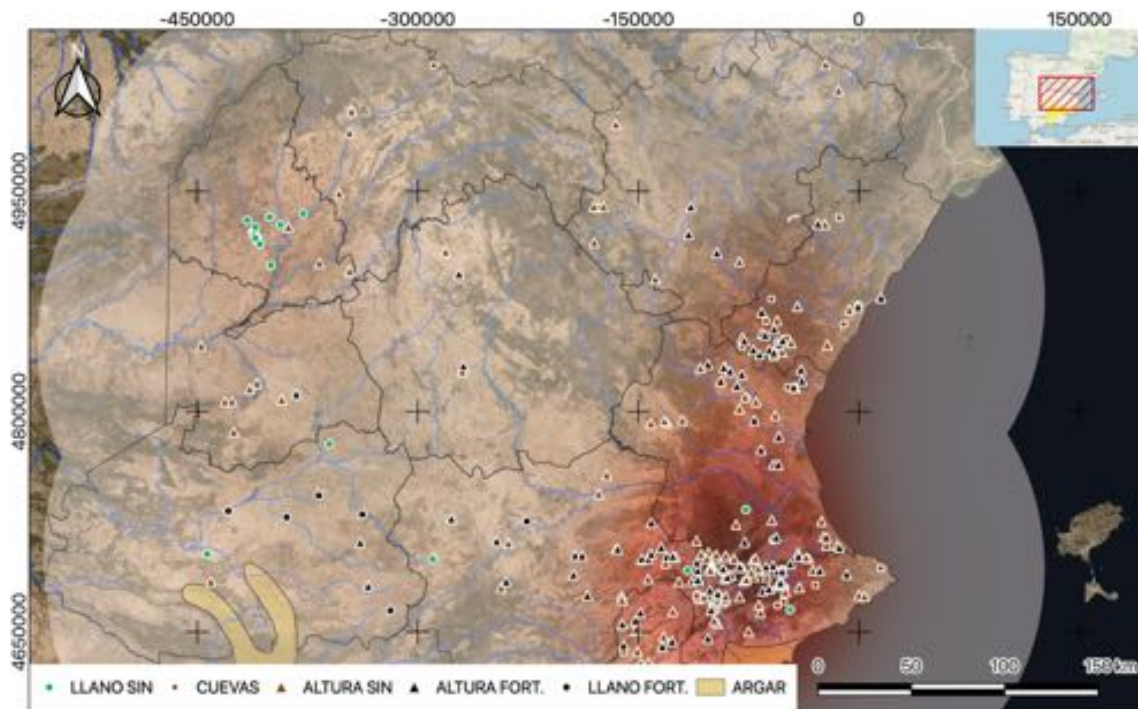 -450000 -300000 -150000 0 150000
N
4950000
4800000
4650000
0 50 100 150 km
LLANO SIN CUEVAS ALTURA SIN ALTURA FORT. LLANO FORT. ARGAR